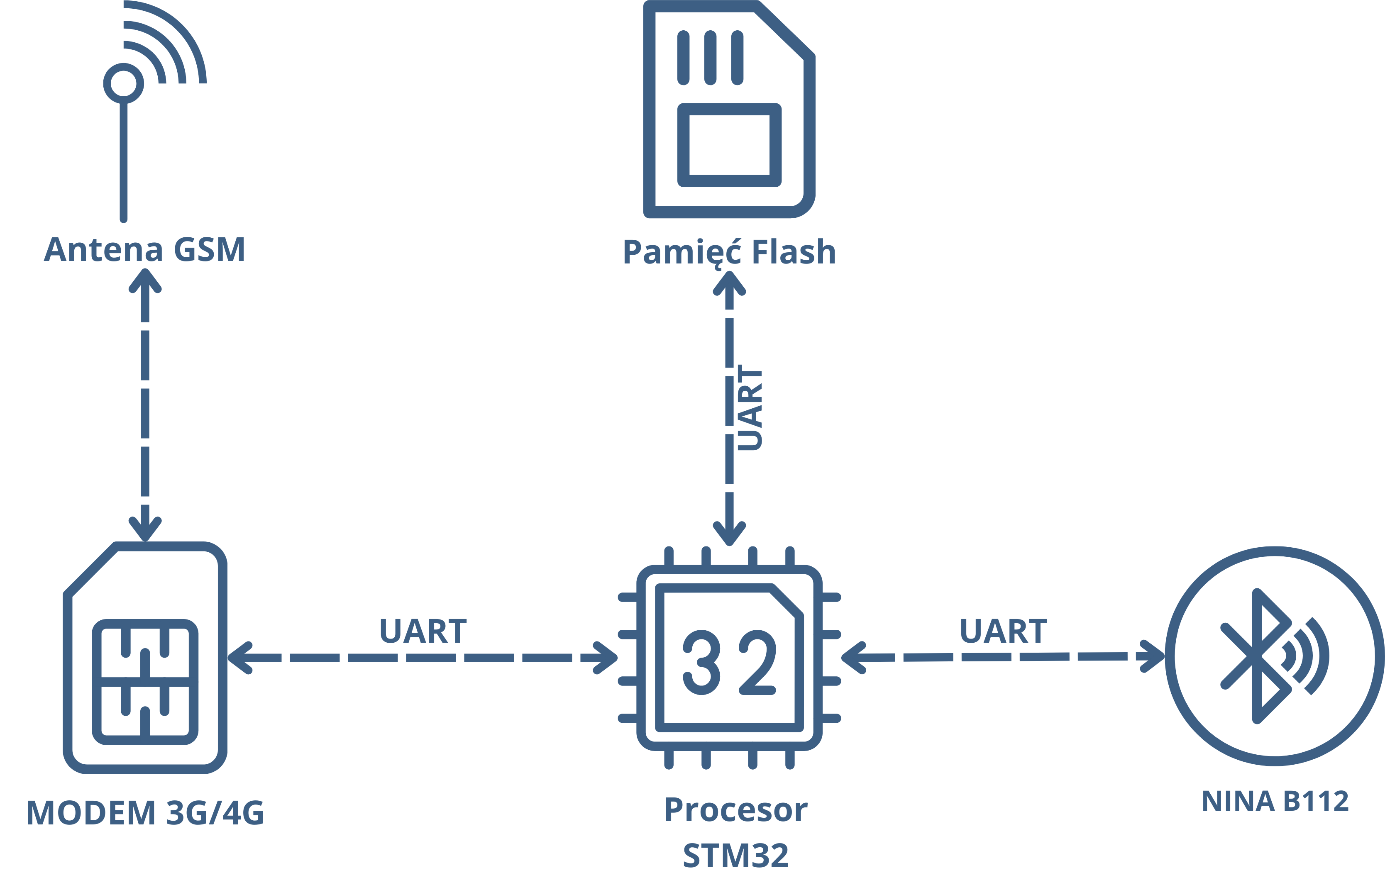 Antena GSM
Pamięć Flash
UART
UART
32
UART
MODEM 3G/4G
Procesor
STM32
NINA B112